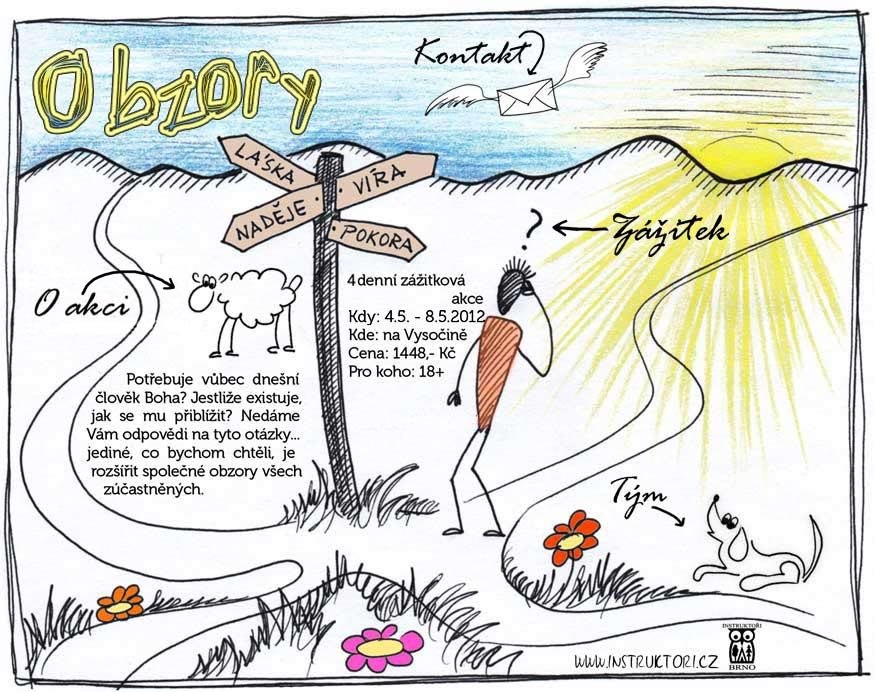 Obzory
Kontakt
LÁSKA
VÍRA
NADĚJE
POKORA
?
Zážitek
O akci
4denní zážitková
akce
Kdy: 4.5. - 8.5.2012
Kde: na Vysočině
Cena: 1448,- Kč
Pro koho: 18+
Potřebuje vůbec dnešní
člověk Boha? Jestliže existuje,
jak se mu přiblížit? Nedáme
Vám odpovědi na tyto otázky...
jediné, co bychom chtěli, je
rozšířit společné obzory všech
zúčastněných.
Tým
INSTRUKTOŘI
BRNO
WWW.INSTRUKTORI.CZ